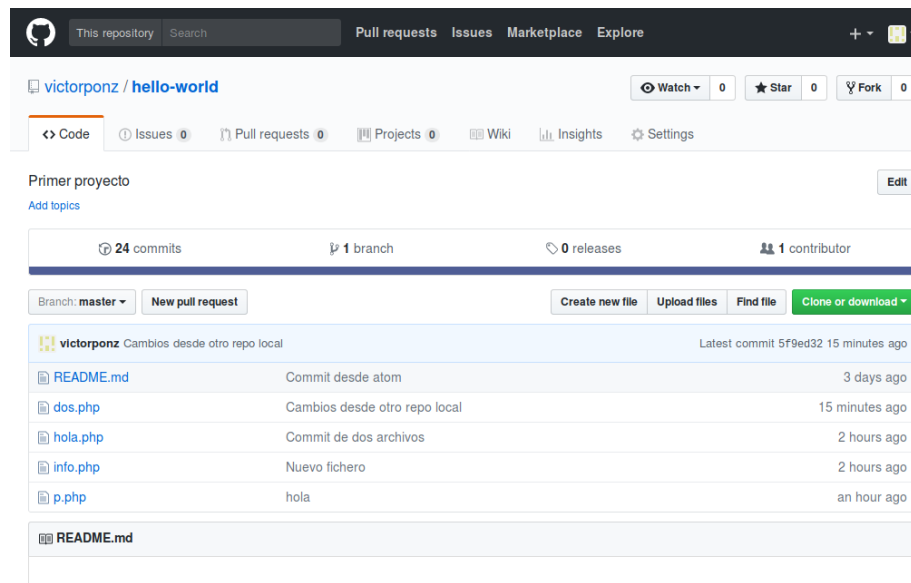 This repository Search Pull requests Issues Marketplace Explore
victorponz / hello-world Watch 0 Star 0 Fork 0
Code Issues 0 Pull requests 0 Projects 0 Wiki Insights Settings
Primer proyecto Edit
Add topics
24 commits 1 branch 0 releases 1 contributor
Branch: master New pull request Create new file Upload files Find file Clone or download
victorponz Cambios desde otro repo local Latest commit 5f9ed32 15 minutes ago
README.md Commit desde atom 3 days ago
dos.php Cambios desde otro repo local 15 minutes ago
hola.php Commit de dos archivos 2 hours ago
info.php Nuevo fichero 2 hours ago
p.php hola an hour ago
README.md